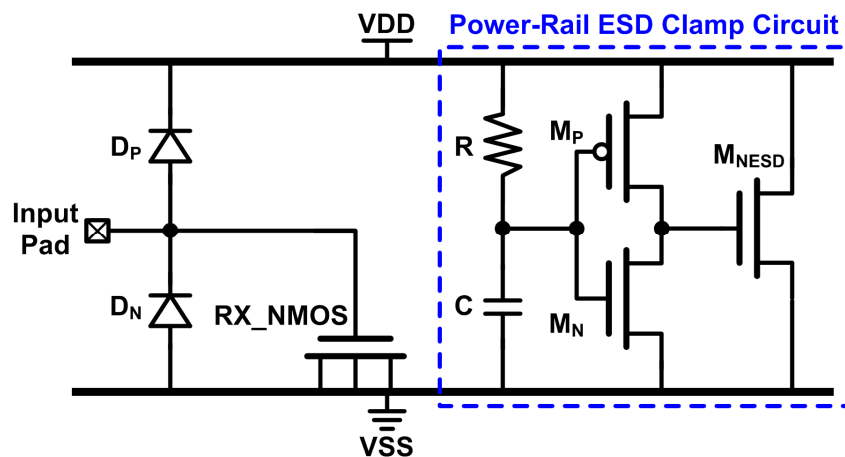 VDD
Power-Rail ESD Clamp Circuit
DP
R
MP
MNESD
Input
Pad
DN
RX_NMOS
C
MN
VSS